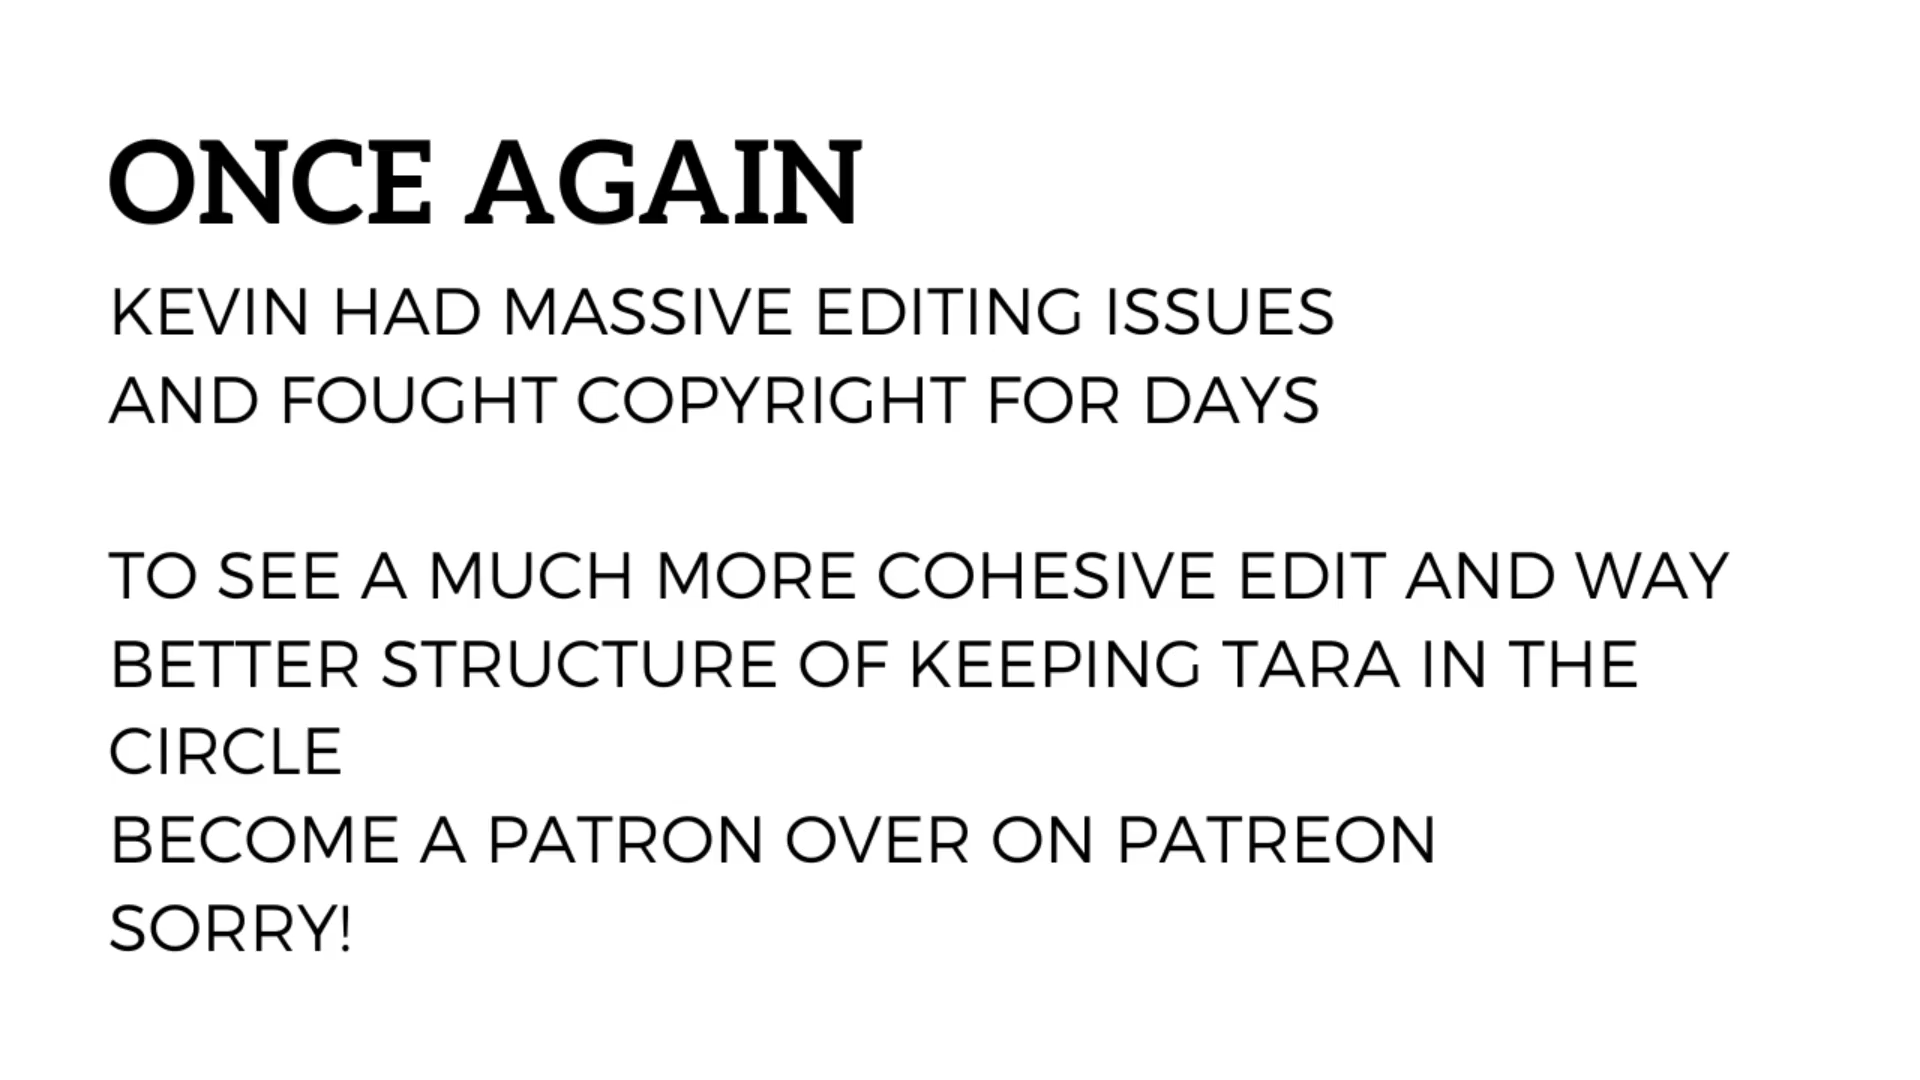 ONCE AGAIN
KEVIN HAD MASSIVE EDITING ISSUES
AND FOUGHT COPYRIGHT FOR DAYS
TO SEE A MUCH MORE COHESIVE EDIT AND WAY
BETTER STRUCTURE OF KEEPING TARA IN THE
CIRCLE
BECOME A PATRON OVER ON PATREON
SORRY!